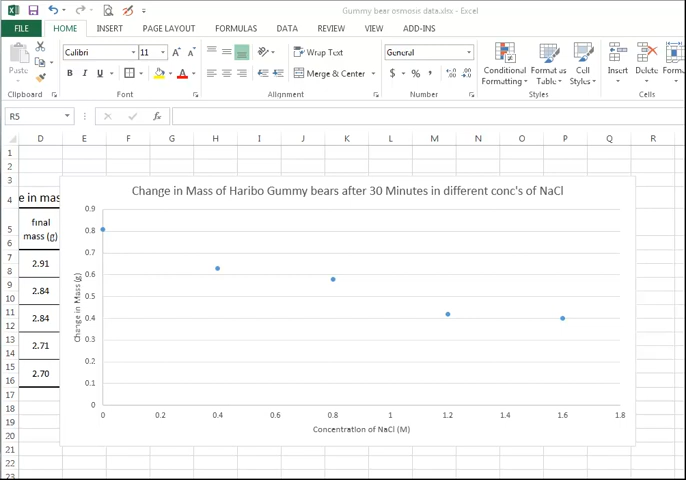 Gummy bear osmosis data.xlsx - Excel
FILE HOME INSERT PAGE LAYOUT FORMULAS DATA REVIEW VIEW ADD-INS
Cut
Paste
Calibri 11 A A Wrap Text General
B I U A Merge & Center $ % , .00 .0
Conditional Formatting Format as Table Cell Styles Insert Delete Form
Clipboard Font Alignment Number Styles Cells
R5 fx
D E F G H I J K L M N O P Q R
1
2
3
4 e in mas
5 final
6 mass (g)
7
8 2.91
9
10 2.84
11
12 2.84
13
14 2.71
15
16 2.70
17
18
19
20
21
22
23
Change in Mass of Haribo Gummy bears after 30 Minutes in different conc's of NaCl
Change in Mass (g)
0.9
0.8
0.7
0.6
0.5
0.4
0.3
0.2
0.1
0
0 0.2 0.4 0.6 0.8 1 1.2 1.4 1.6 1.8
Concentration of NaCl (M)